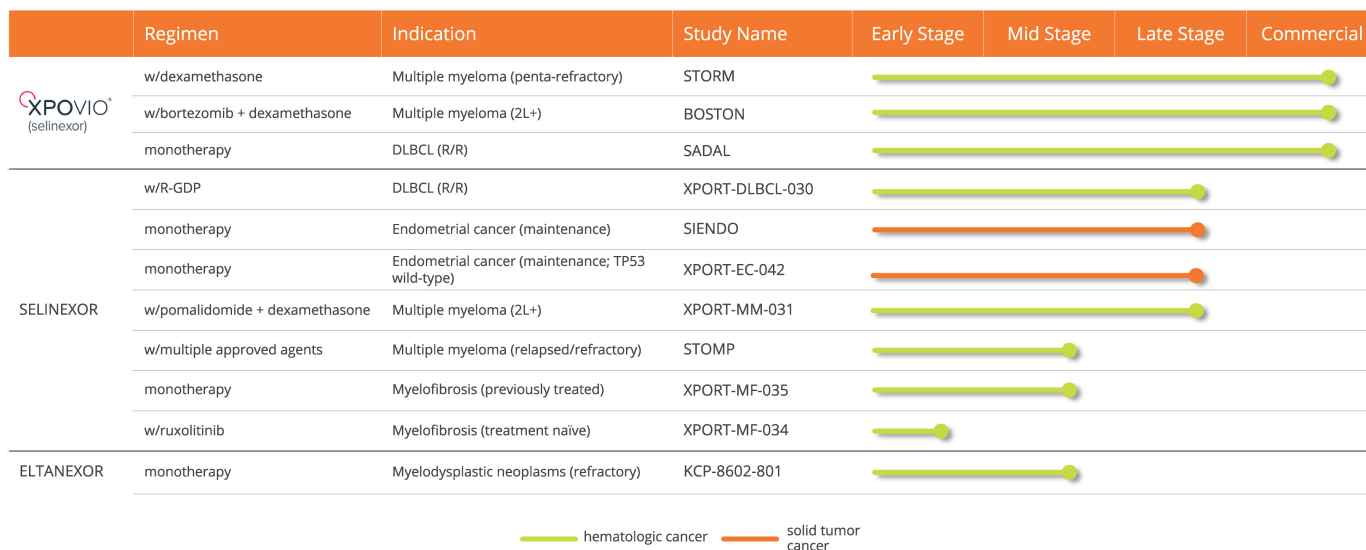 Regimen Indication Study Name Early Stage Mid Stage Late Stage Commercial
XPOVIO®
(selinexor)
w/dexamethasone Multiple myeloma (penta-refractory) STORM
w/bortezomib + dexamethasone Multiple myeloma (2L+) BOSTON
monotherapy DLBCL (R/R) SADAL
SELINEXOR
w/R-GDP DLBCL (R/R) XPORT-DLBCL-030
monotherapy Endometrial cancer (maintenance) SIENDO
monotherapy Endometrial cancer (maintenance; TP53
wild-type) XPORT-EC-042
w/pomalidomide + dexamethasone Multiple myeloma (2L+) XPORT-MM-031
w/multiple approved agents Multiple myeloma (relapsed/refractory) STOMP
monotherapy Myelofibrosis (previously treated) XPORT-MF-035
w/ruxolitinib Myelofibrosis (treatment naïve) XPORT-MF-034
ELTANEXOR monotherapy Myelodysplastic neoplasms (refractory) KCP-8602-801
hematologic cancer
solid tumor
cancer